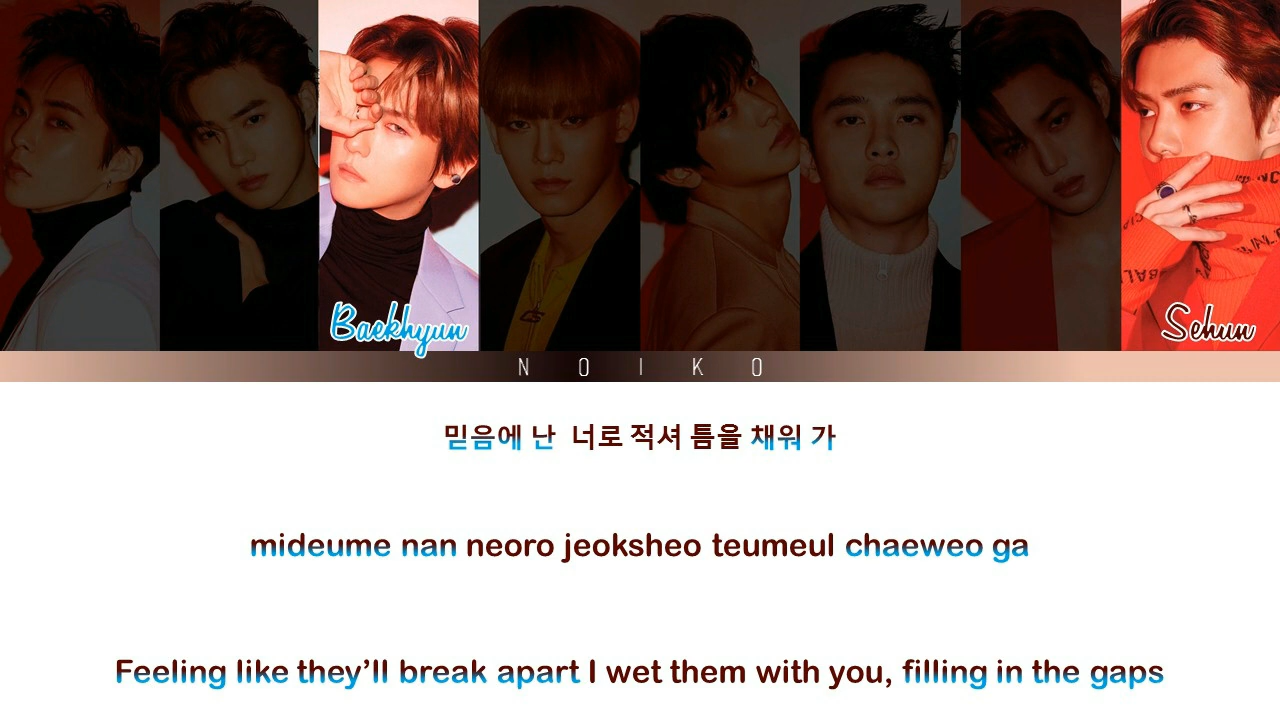 Baekhyun
Sehun
NOIKO
믿음에 난 너로 적셔 틈을 채워 가
mideume nan neoro jeoksheo teumeul chaeweo ga
Feeling like they’ll break apart I wet them with you, filling in the gaps